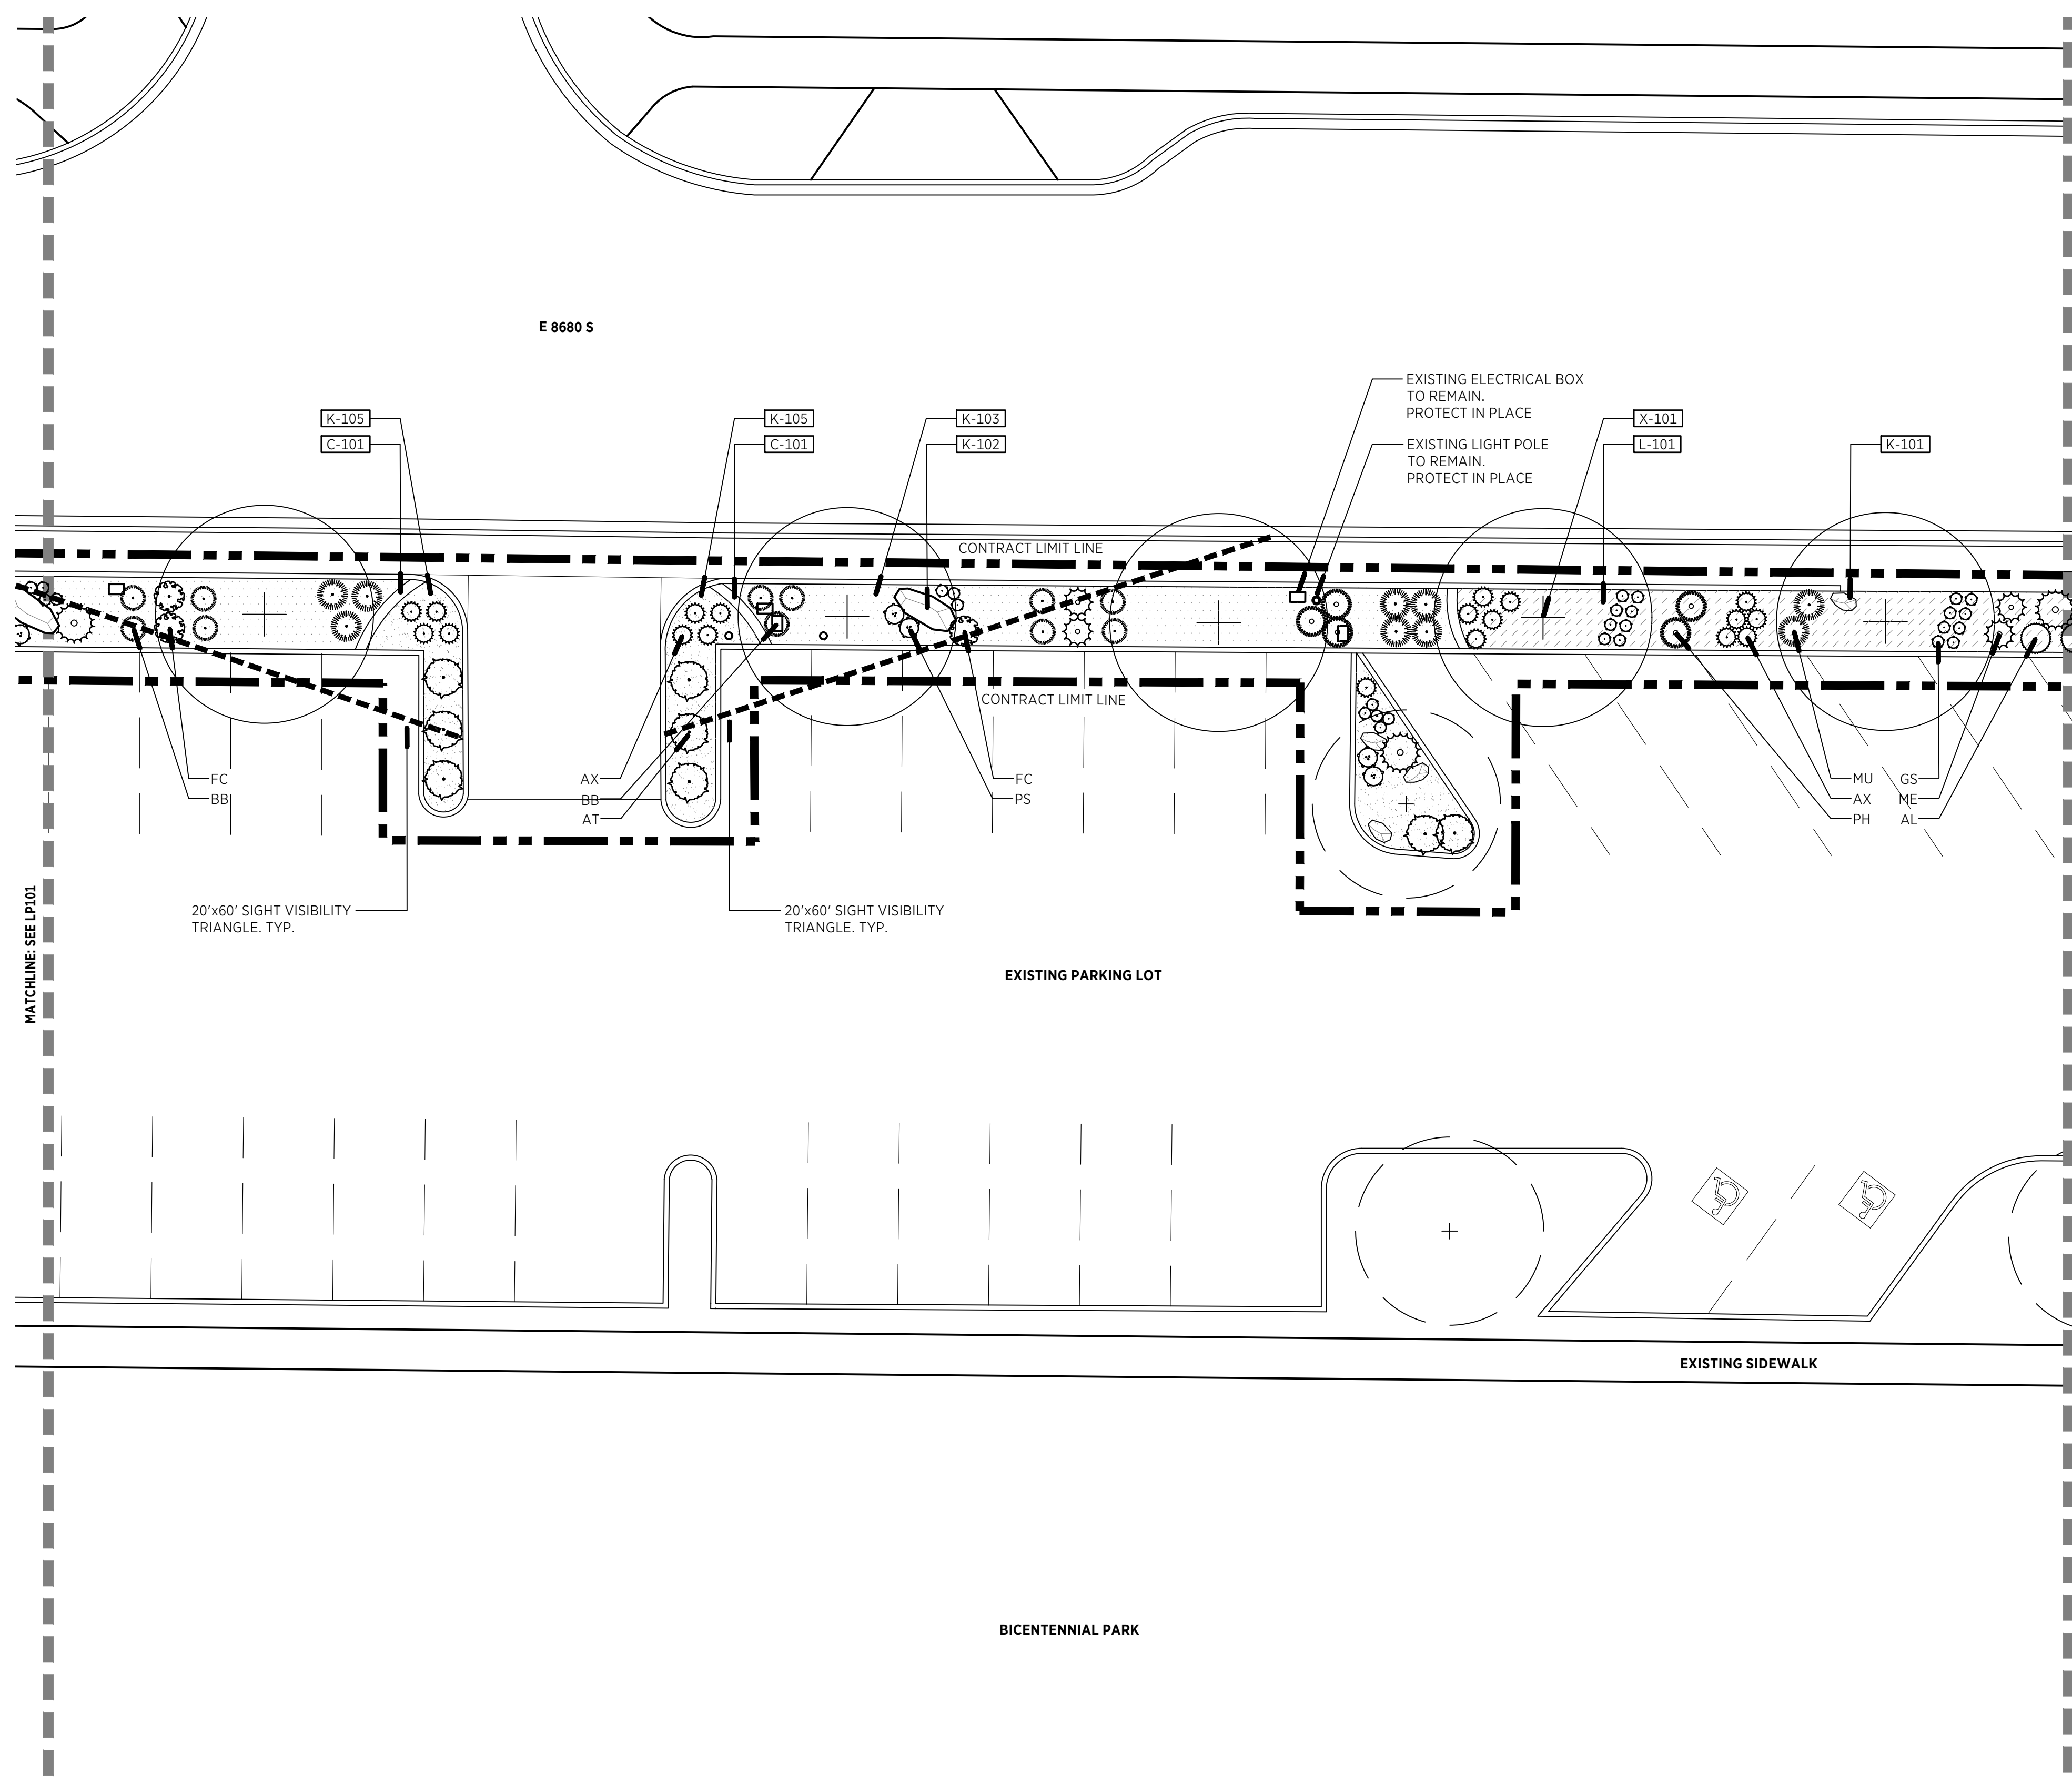 E 8680 S
EXISTING ELECTRICAL BOX
TO REMAIN.
PROTECT IN PLACE
K-105
K-105
K-103
X-101
C-101
C-101
K-102
EXISTING LIGHT POLE
TO REMAIN.
PROTECT IN PLACE
L-101
K-101
CONTRACT LIMIT LINE
CONTRACT LIMIT LINE
FC
BB
AX
BB
AT
FC
PS
MU
AX
PH
GS
ME
AL
20'x60' SIGHT VISIBILITY
TRIANGLE. TYP.
20'x60' SIGHT VISIBILITY
TRIANGLE. TYP.
MATCHLINE: SEE LP101
EXISTING PARKING LOT
EXISTING SIDEWALK
BICENTENNIAL PARK